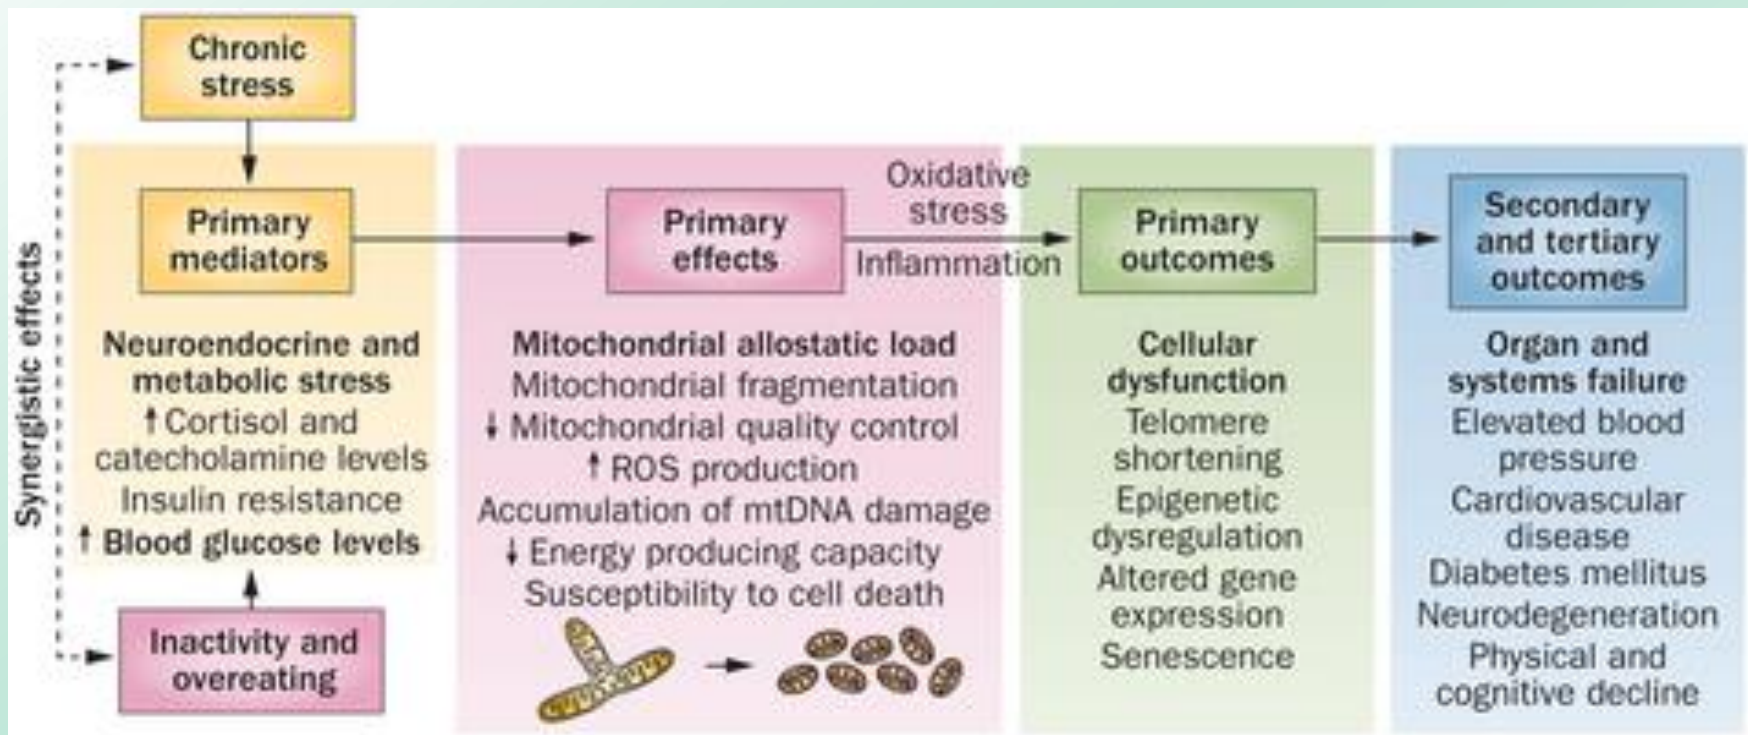 Chronic
stress
Synergistic effects
Primary
mediators
Neuroendocrine and
metabolic stress
↑ Cortisol and
catecholamine levels
Insulin resistance
↑ Blood glucose levels
Inactivity and
overeating
Primary
effects
Mitochondrial allostatic load
Mitochondrial fragmentation
↓ Mitochondrial quality control
↑ ROS production
Accumulation of mtDNA damage
↓ Energy producing capacity
Susceptibility to cell death
Oxidative
stress
Inflammation
Primary
outcomes
Cellular
dysfunction
Telomere
shortening
Epigenetic
dysregulation
Altered gene
expression
Senescence
Secondary
and tertiary
outcomes
Organ and
systems failure
Elevated blood
pressure
Cardiovascular
disease
Diabetes mellitus
Neurodegeneration
Physical and
cognitive decline